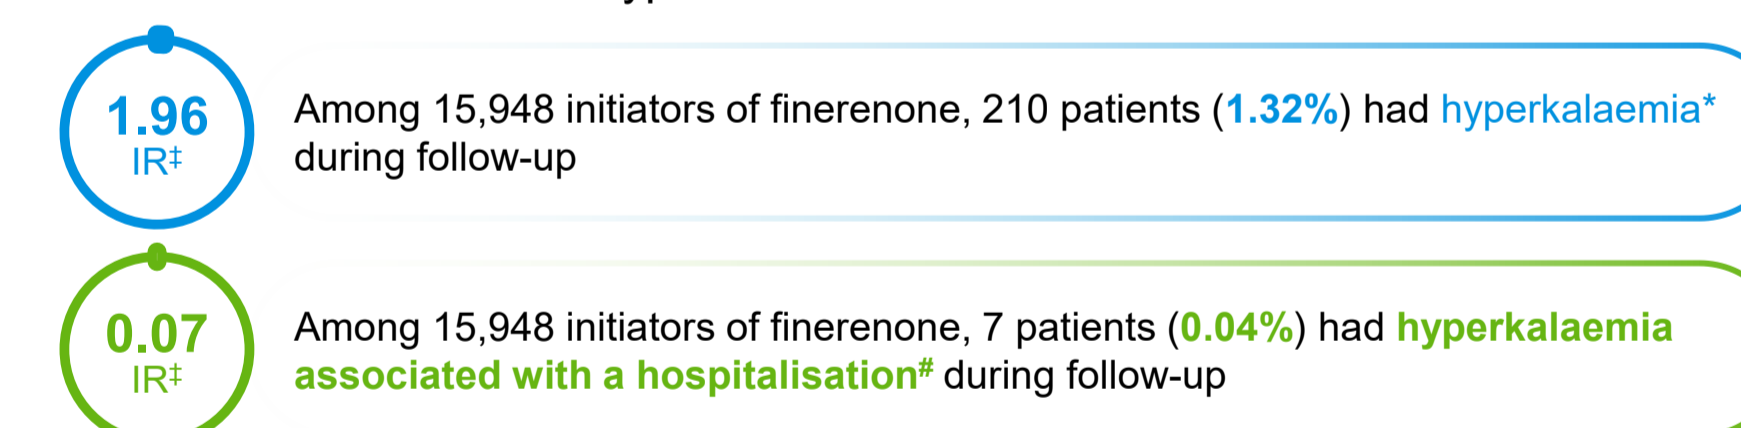 1.96
IR‡
Among 15,948 initiators of finerenone, 210 patients (1.32%) had hyperkalaemia*
during follow-up
0.07
IR‡
Among 15,948 initiators of finerenone, 7 patients (0.04%) had hyperkalaemia
associated with a hospitalisation# during follow-up